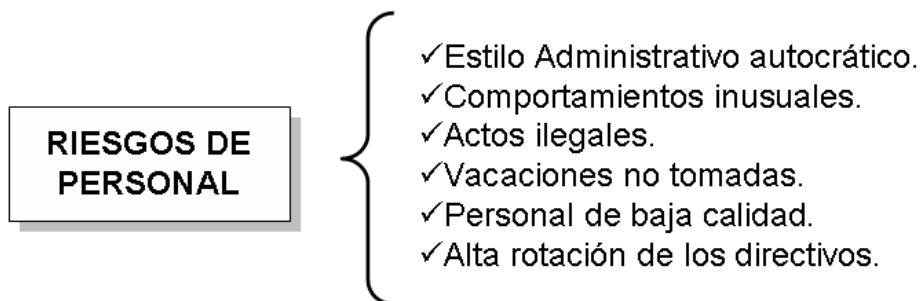 RIESGOS DE
PERSONAL
✓Estilo Administrativo autocrático.
✓Comportamientos inusuales.
✓Actos ilegales.
✓Vacaciones no tomadas.
✓Personal de baja calidad.
✓Alta rotación de los directivos.